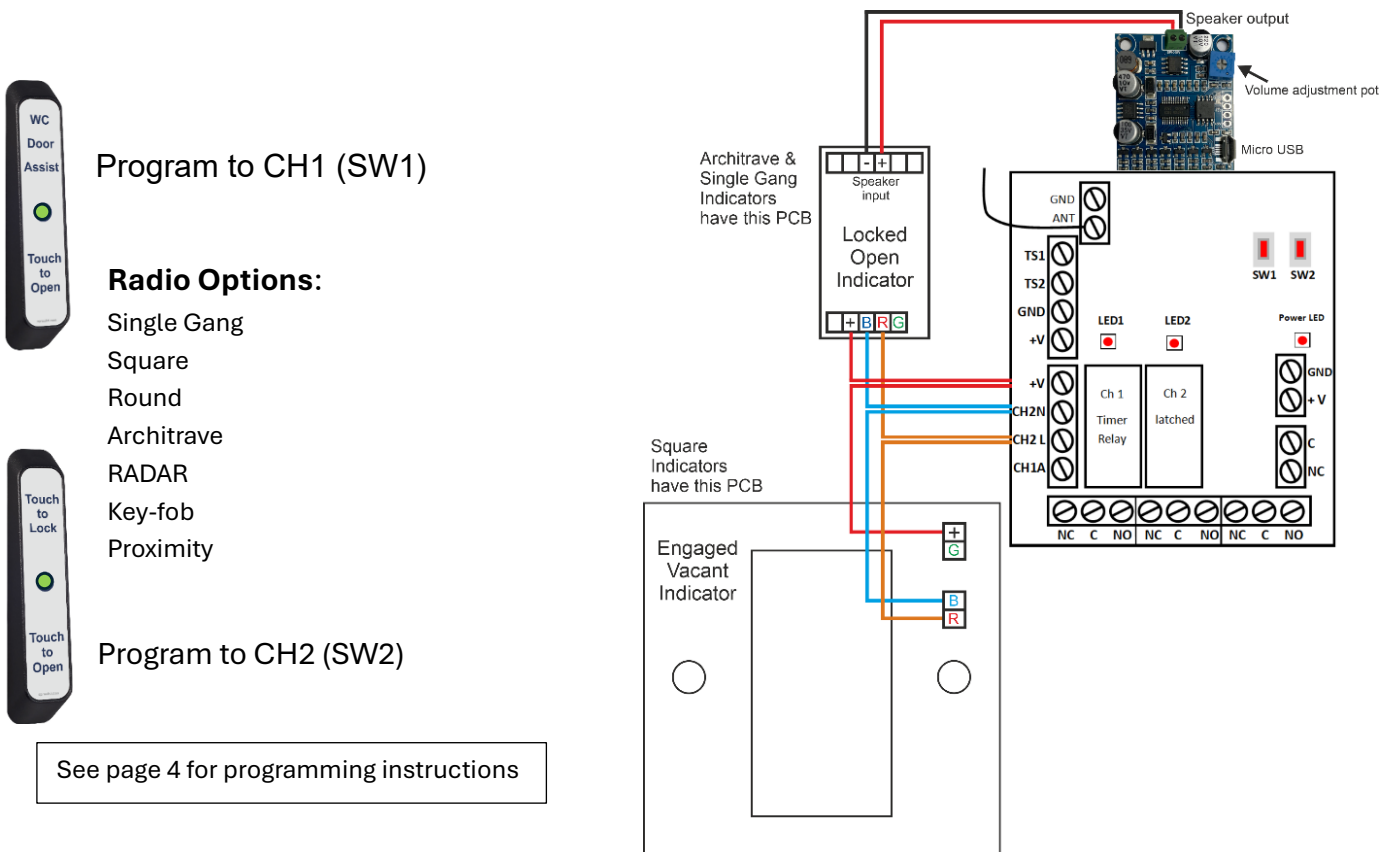 WC
Door
Assist
Touch
to
Open
Program to CH1 (SW1)
Radio Options:
Single Gang
Square
Round
Architrave
RADAR
Key-fob
Proximity
Touch
to
Lock
Touch
to
Open
Program to CH2 (SW2)
See page 4 for programming instructions
Speaker output
Volume adjustment pot
Micro USB
470
10v
VT
Architrave &
Single Gang
Indicators
have this PCB
- +
Speaker
input
Locked
Open
Indicator
+ B R G
GND
ANT
TS1
TS2
GND
+V
SW1 SW2
LED1 LED2 Power LED
+V
CH2N
CH2 L
CH1A
Ch 1
Timer
Relay
Ch 2
latched
GND
+ V
C
NC
NC C NO NC C NO NC C NO
Square
Indicators
have this PCB
Engaged
Vacant
Indicator
+
G
B
R